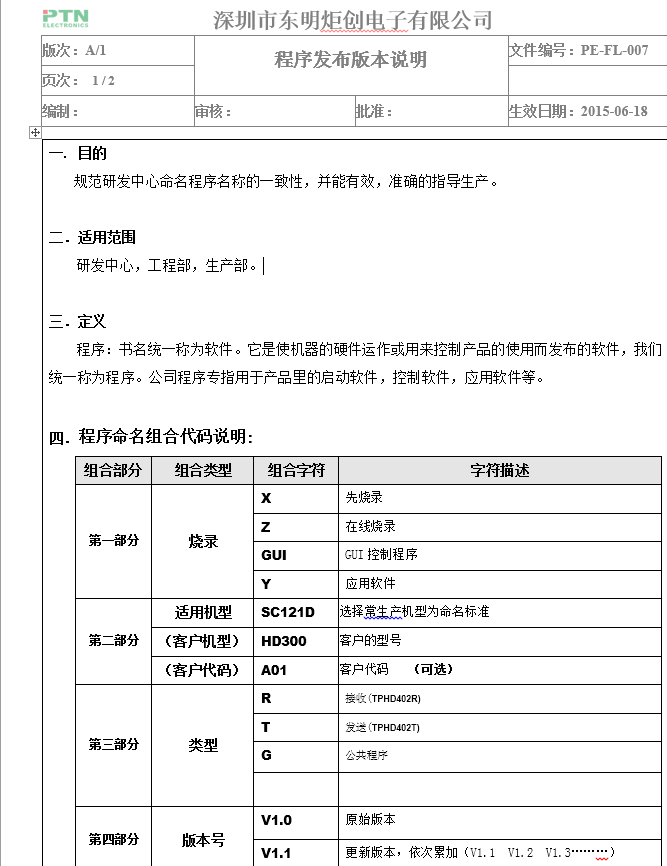 PTN
ELECTRONICS
深圳市东明炬创电子有限公司
版次：A/1
程序发布版本说明
文件编号：PE-FL-007
页次： 1 / 2
编制：
审核：
批准：
生效日期：2015-06-18
一. 目的
规范研发中心命名程序名称的一致性，并能有效，准确的指导生产。
二．适用范围
研发中心，工程部，生产部。
三．定义
程序：书名统一称为软件。它是使机器的硬件运作或用来控制产品的使用而发布的软件，我们
统一称为程序。公司程序专指用于产品里的启动软件，控制软件，应用软件等。
四．程序命名组合代码说明:
组合部分 组合类型 组合字符 字符描述
第一部分 烧录
X 先烧录
Z 在线烧录
GUI GUI 控制程序
Y 应用软件
第二部分
适用机型 SC121D 选择常生产机型为命名标准
（客户机型） HD300 客户的型号
（客户代码） A01 客户代码 （可选）
第三部分 类型
R 接收(TPHD402R)
T 发送(TPHD402T)
G 公共程序
第四部分 版本号
V1.0 原始版本
V1.1 更新版本，依次累加（V1.1 V1.2 V1.3………）